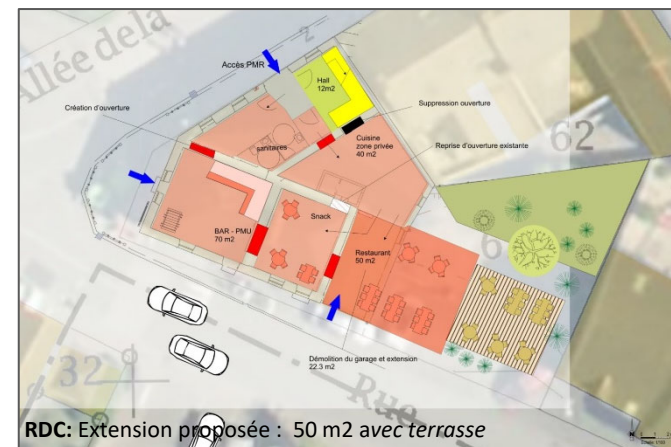 Allée de la
2
Accès PMR
Hall
12m2
Création d'ouverture
Suppression ouverture
62
sanitaires
Cuisine
zone privée
40 m2
Reprise d'ouverture existante
Snack
6
BAR - PMU
70 m2
Restaurant
50 m2
Démolition du garage et extension
22.3 m2
32
Rue
RDC: Extension proposée : 50 m2 avec terrasse
N